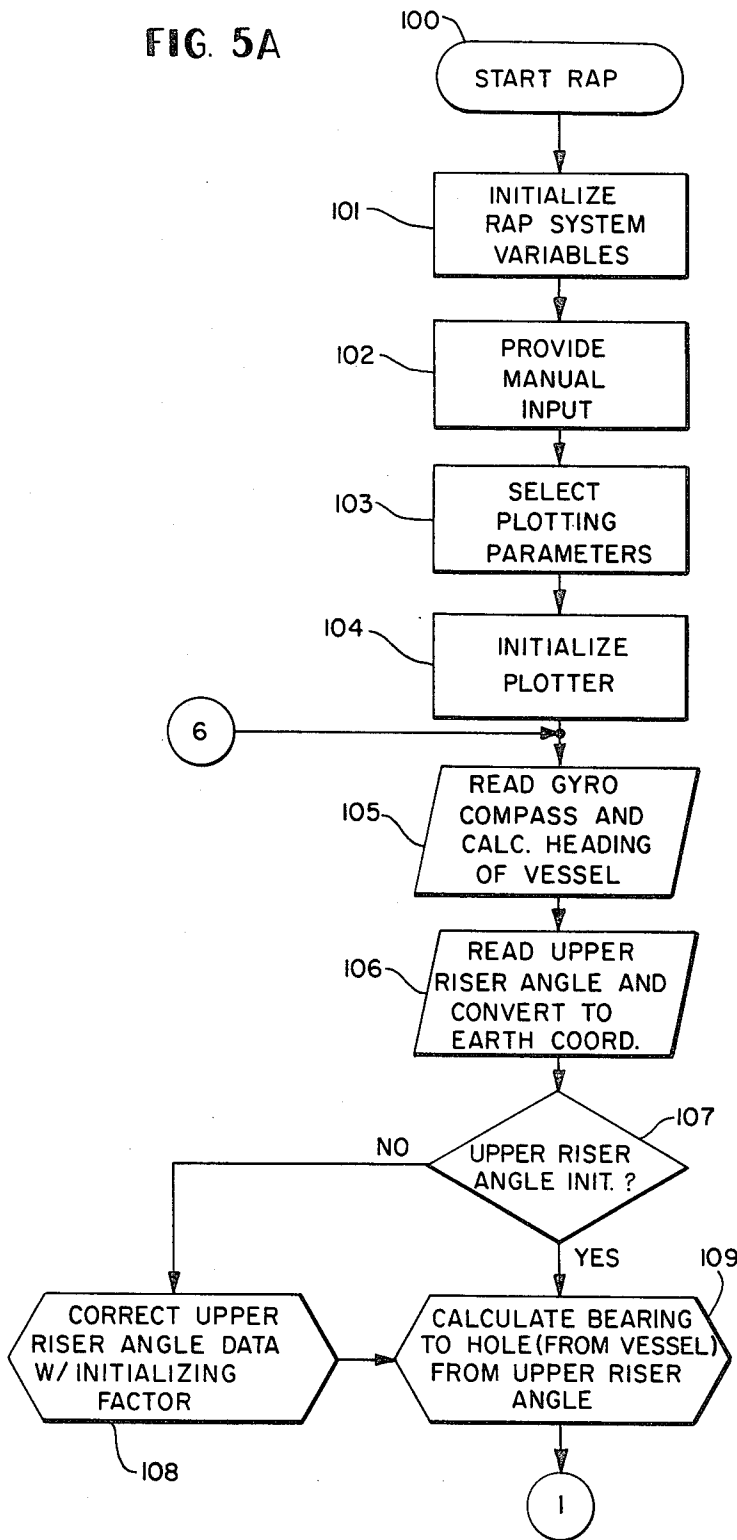 FIG. 5A
100
START RAP
101
INITIALIZE
RAP SYSTEM
VARIABLES
102
PROVIDE
MANUAL
INPUT
103
SELECT
PLOTTING
PARAMETERS
104
INITIALIZE
PLOTTER
6
105
READ GYRO
COMPASS AND
CALC. HEADING
OF VESSEL
106
READ UPPER
RISER ANGLE AND
CONVERT TO
EARTH COORD.
107
NO
UPPER RISER
ANGLE INIT. ?
YES
109
CORRECT UPPER
RISER ANGLE DATA
W/ INITIALIZING
FACTOR
108
CALCULATE BEARING
TO HOLE (FROM VESSEL)
FROM UPPER RISER
ANGLE
1